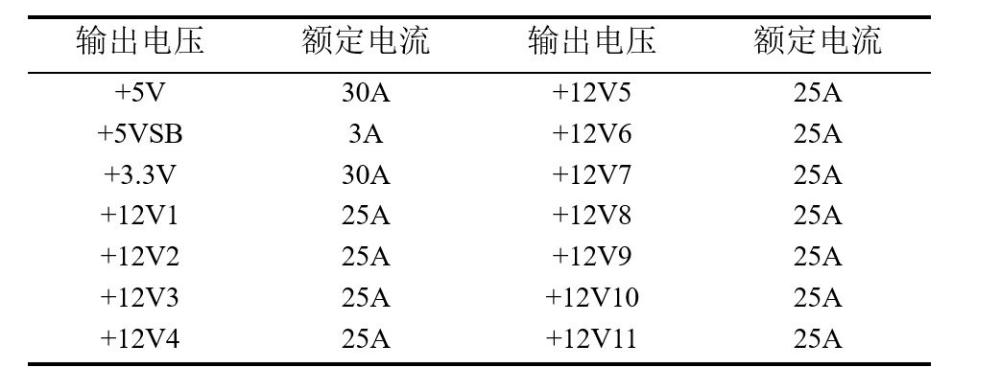 输出电压 额定电流 输出电压 额定电流
+5V 30A +12V5 25A
+5VSB 3A +12V6 25A
+3.3V 30A +12V7 25A
+12V1 25A +12V8 25A
+12V2 25A +12V9 25A
+12V3 25A +12V10 25A
+12V4 25A +12V11 25A